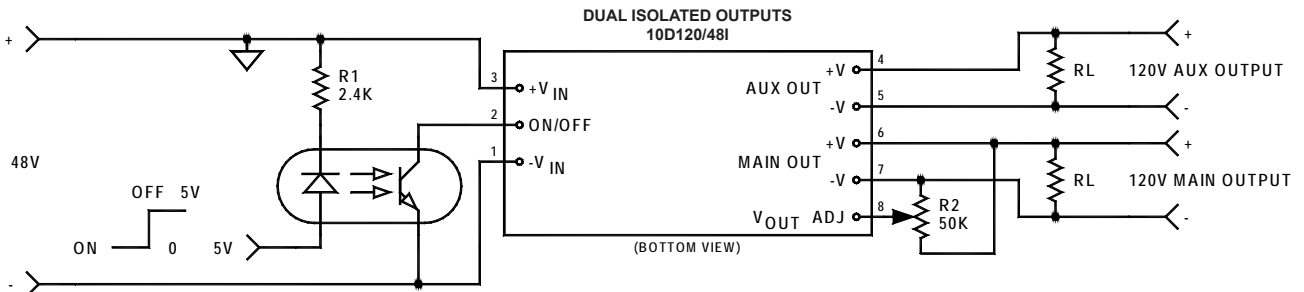 DUAL ISOLATED OUTPUTS
10D120/48I
+
R1
2.4K
3
+V IN
2
ON/OFF
1
-V IN
48V
OFF 5V
ON 0 5V
-
AUX OUT
+V
4
-V
5
MAIN OUT
+V
6
-V
7
VOUT ADJ
8
(BOTTOM VIEW)
R2
50K
RL
+
120V AUX OUTPUT
-
RL
+
120V MAIN OUTPUT
-